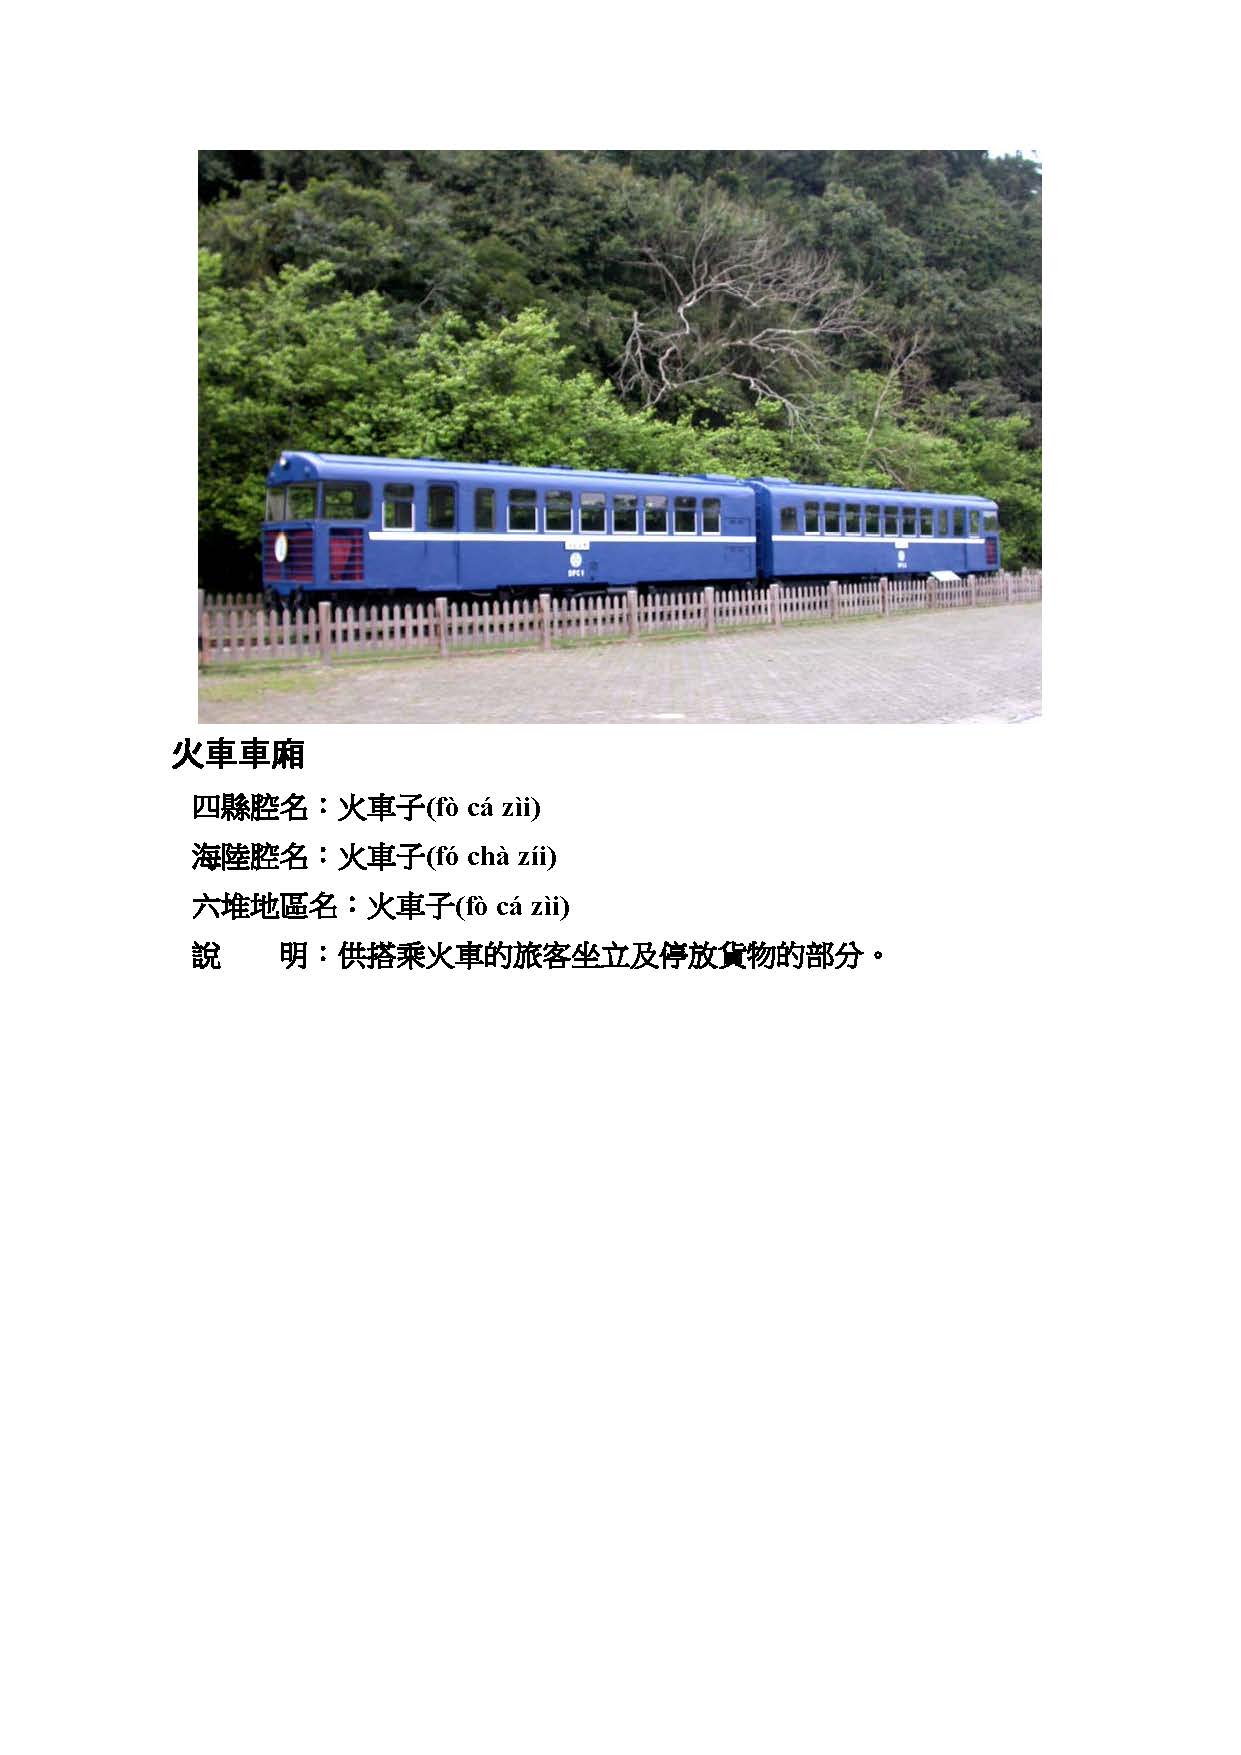 DPC 1
火車車廂
四縣腔名：火車子(fò cá zìi)
海陸腔名：火車子(fó chà zíi)
六堆地區名：火車子(fò cá zìi)
說　　明：供搭乘火車的旅客坐立及停放貨物的部分。